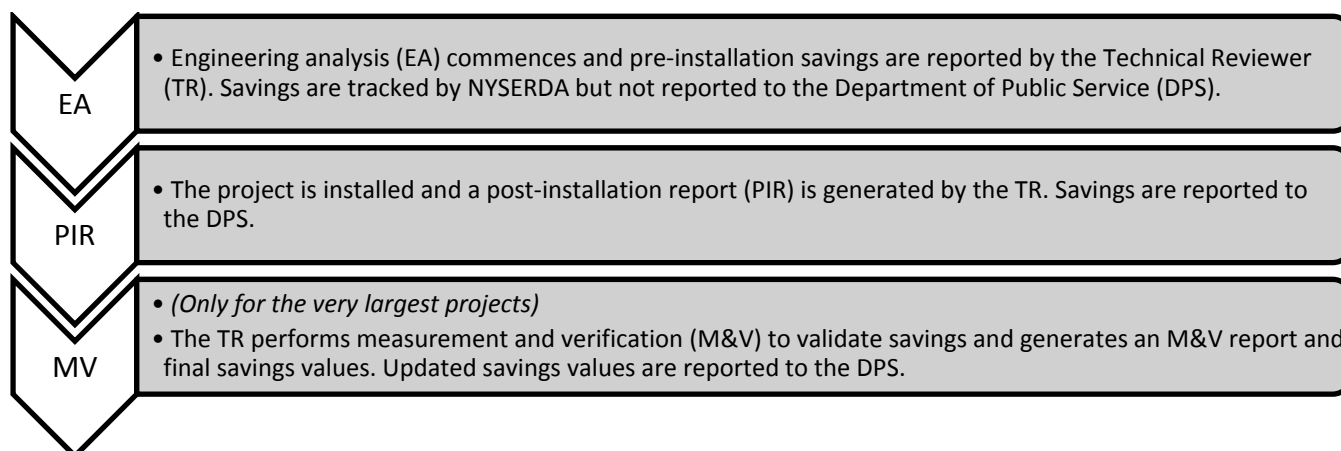 EA
• Engineering analysis (EA) commences and pre-installation savings are reported by the Technical Reviewer
(TR). Savings are tracked by NYSERDA but not reported to the Department of Public Service (DPS).
PIR
• The project is installed and a post-installation report (PIR) is generated by the TR. Savings are reported to
the DPS.
MV
• (Only for the very largest projects)
• The TR performs measurement and verification (M&V) to validate savings and generates an M&V report and
final savings values. Updated savings values are reported to the DPS.